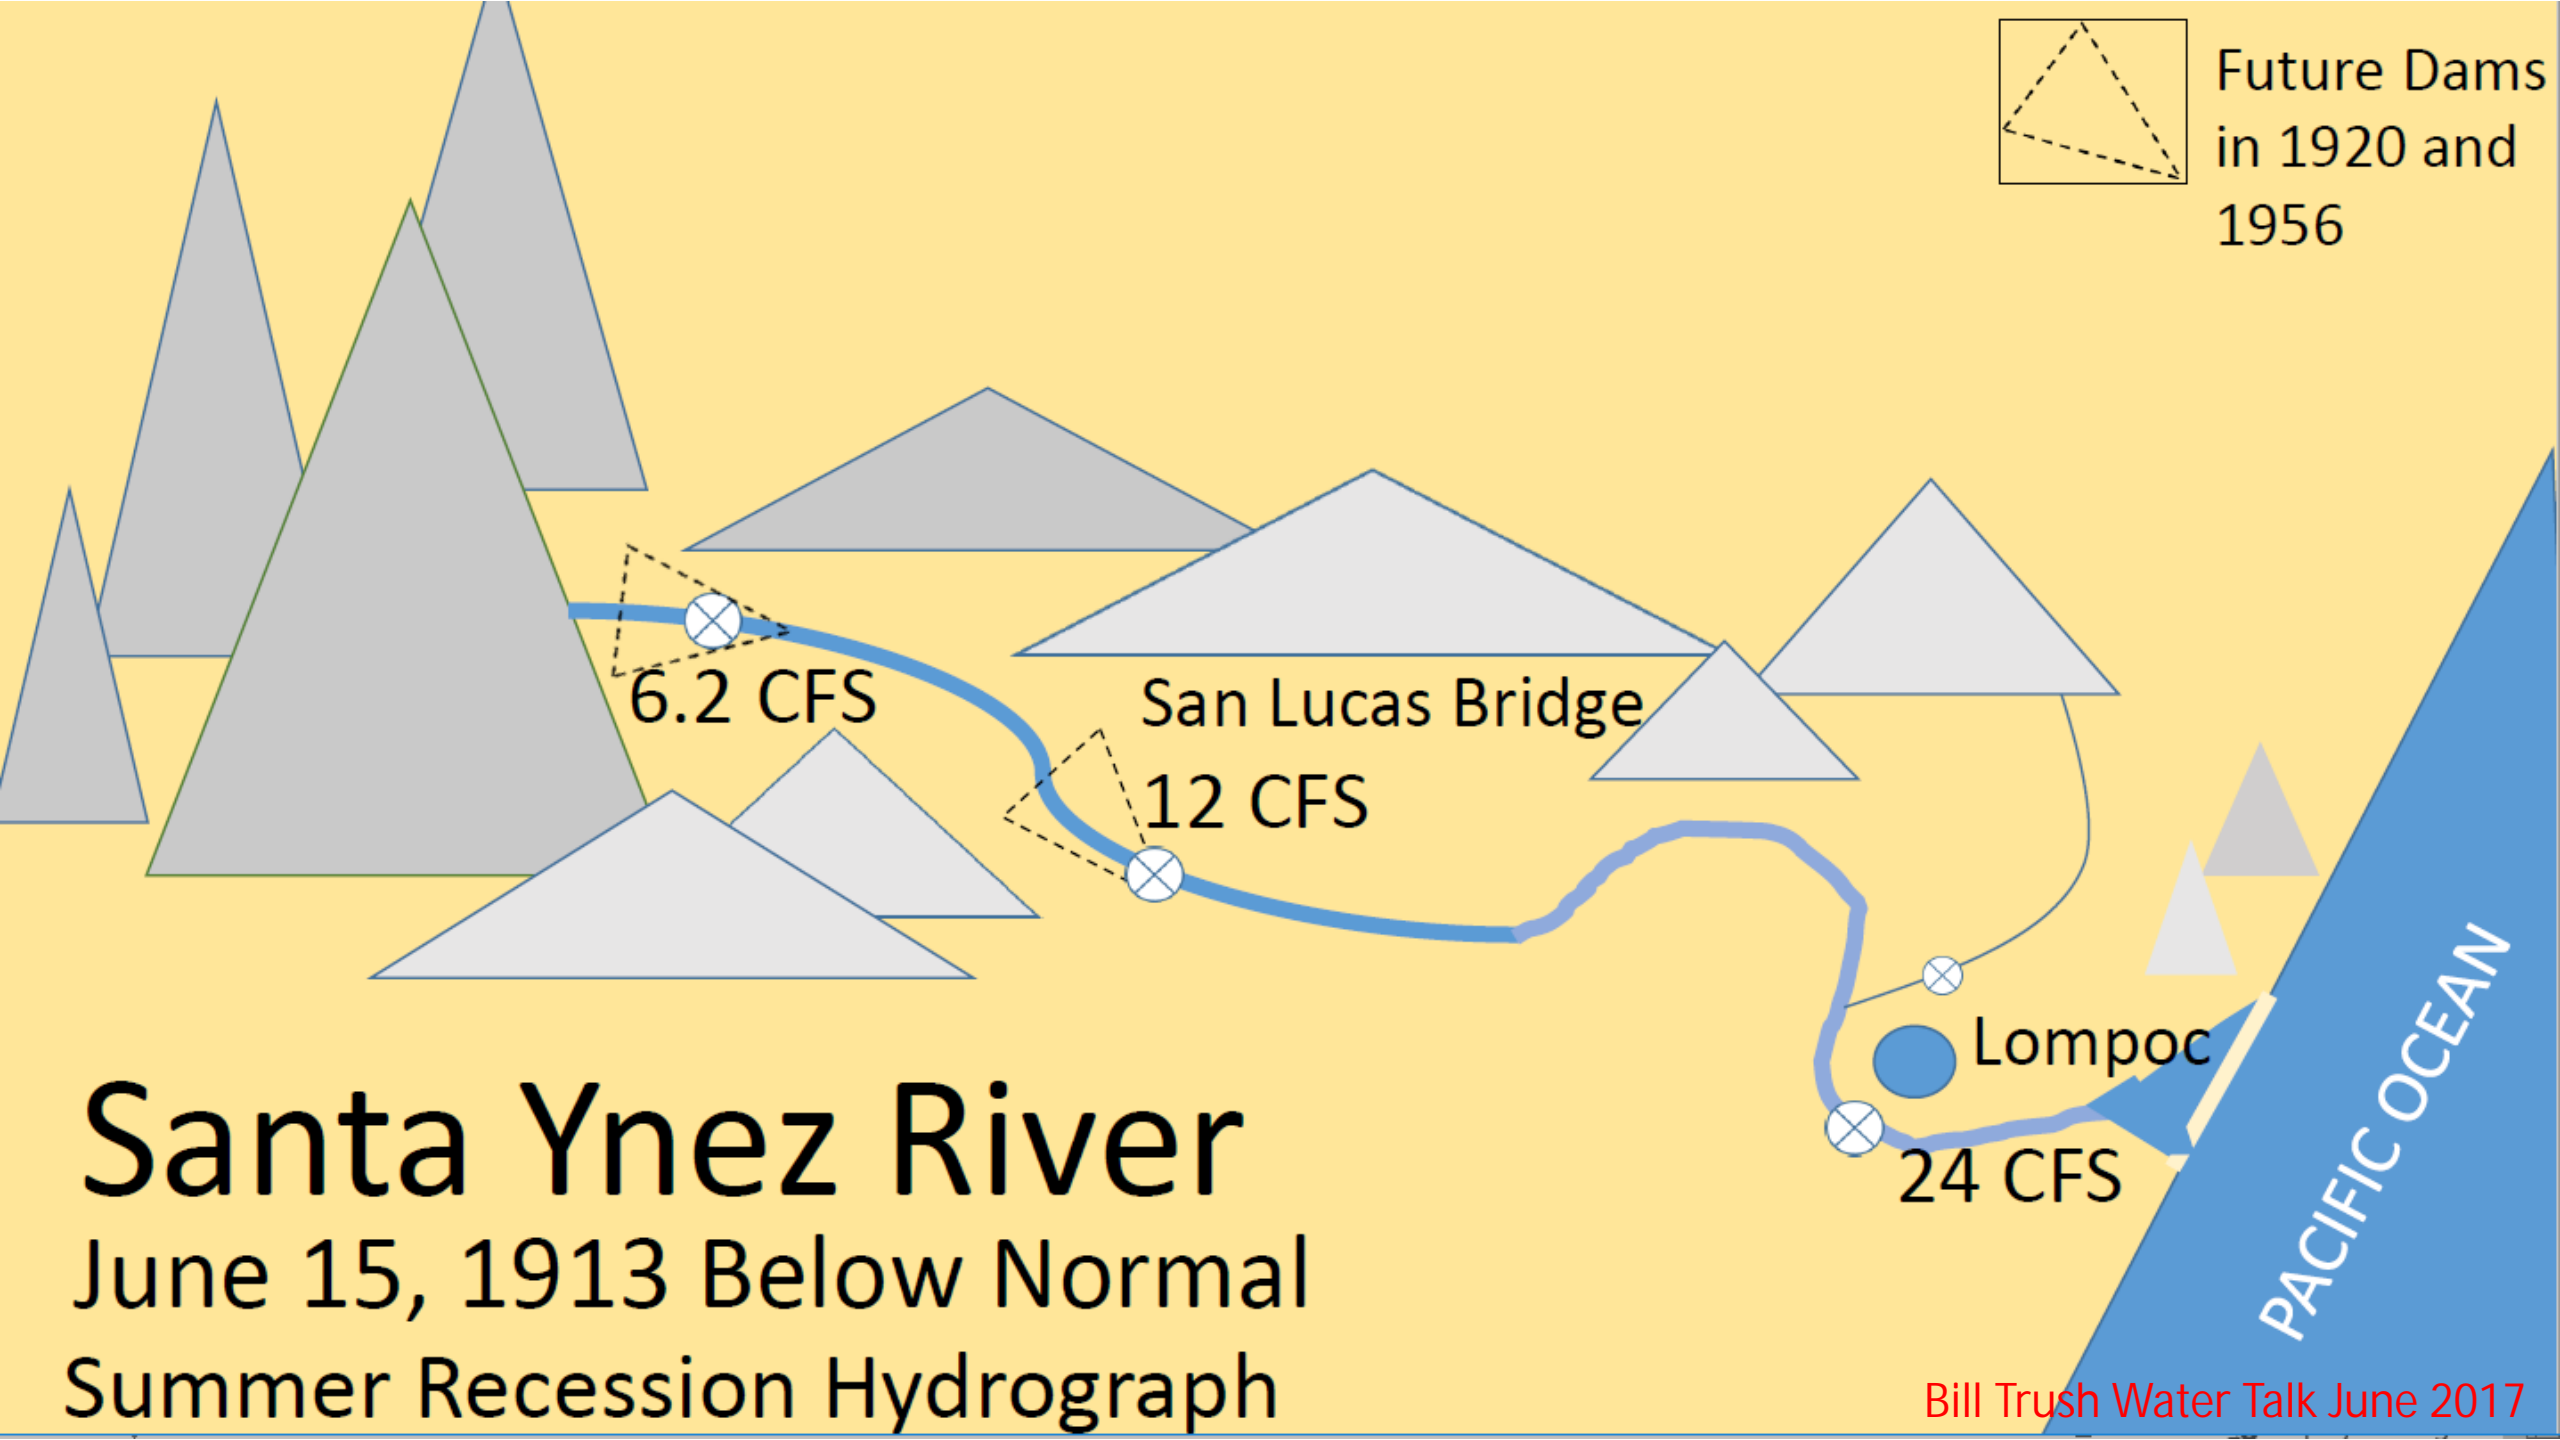 Future Dams
in 1920 and
1956
6.2 CFS
San Lucas Bridge
12 CFS
Lompoc
24 CFS
PACIFIC OCEAN
Santa Ynez River
June 15, 1913 Below Normal
Summer Recession Hydrograph
Bill Trush Water Talk June 2017